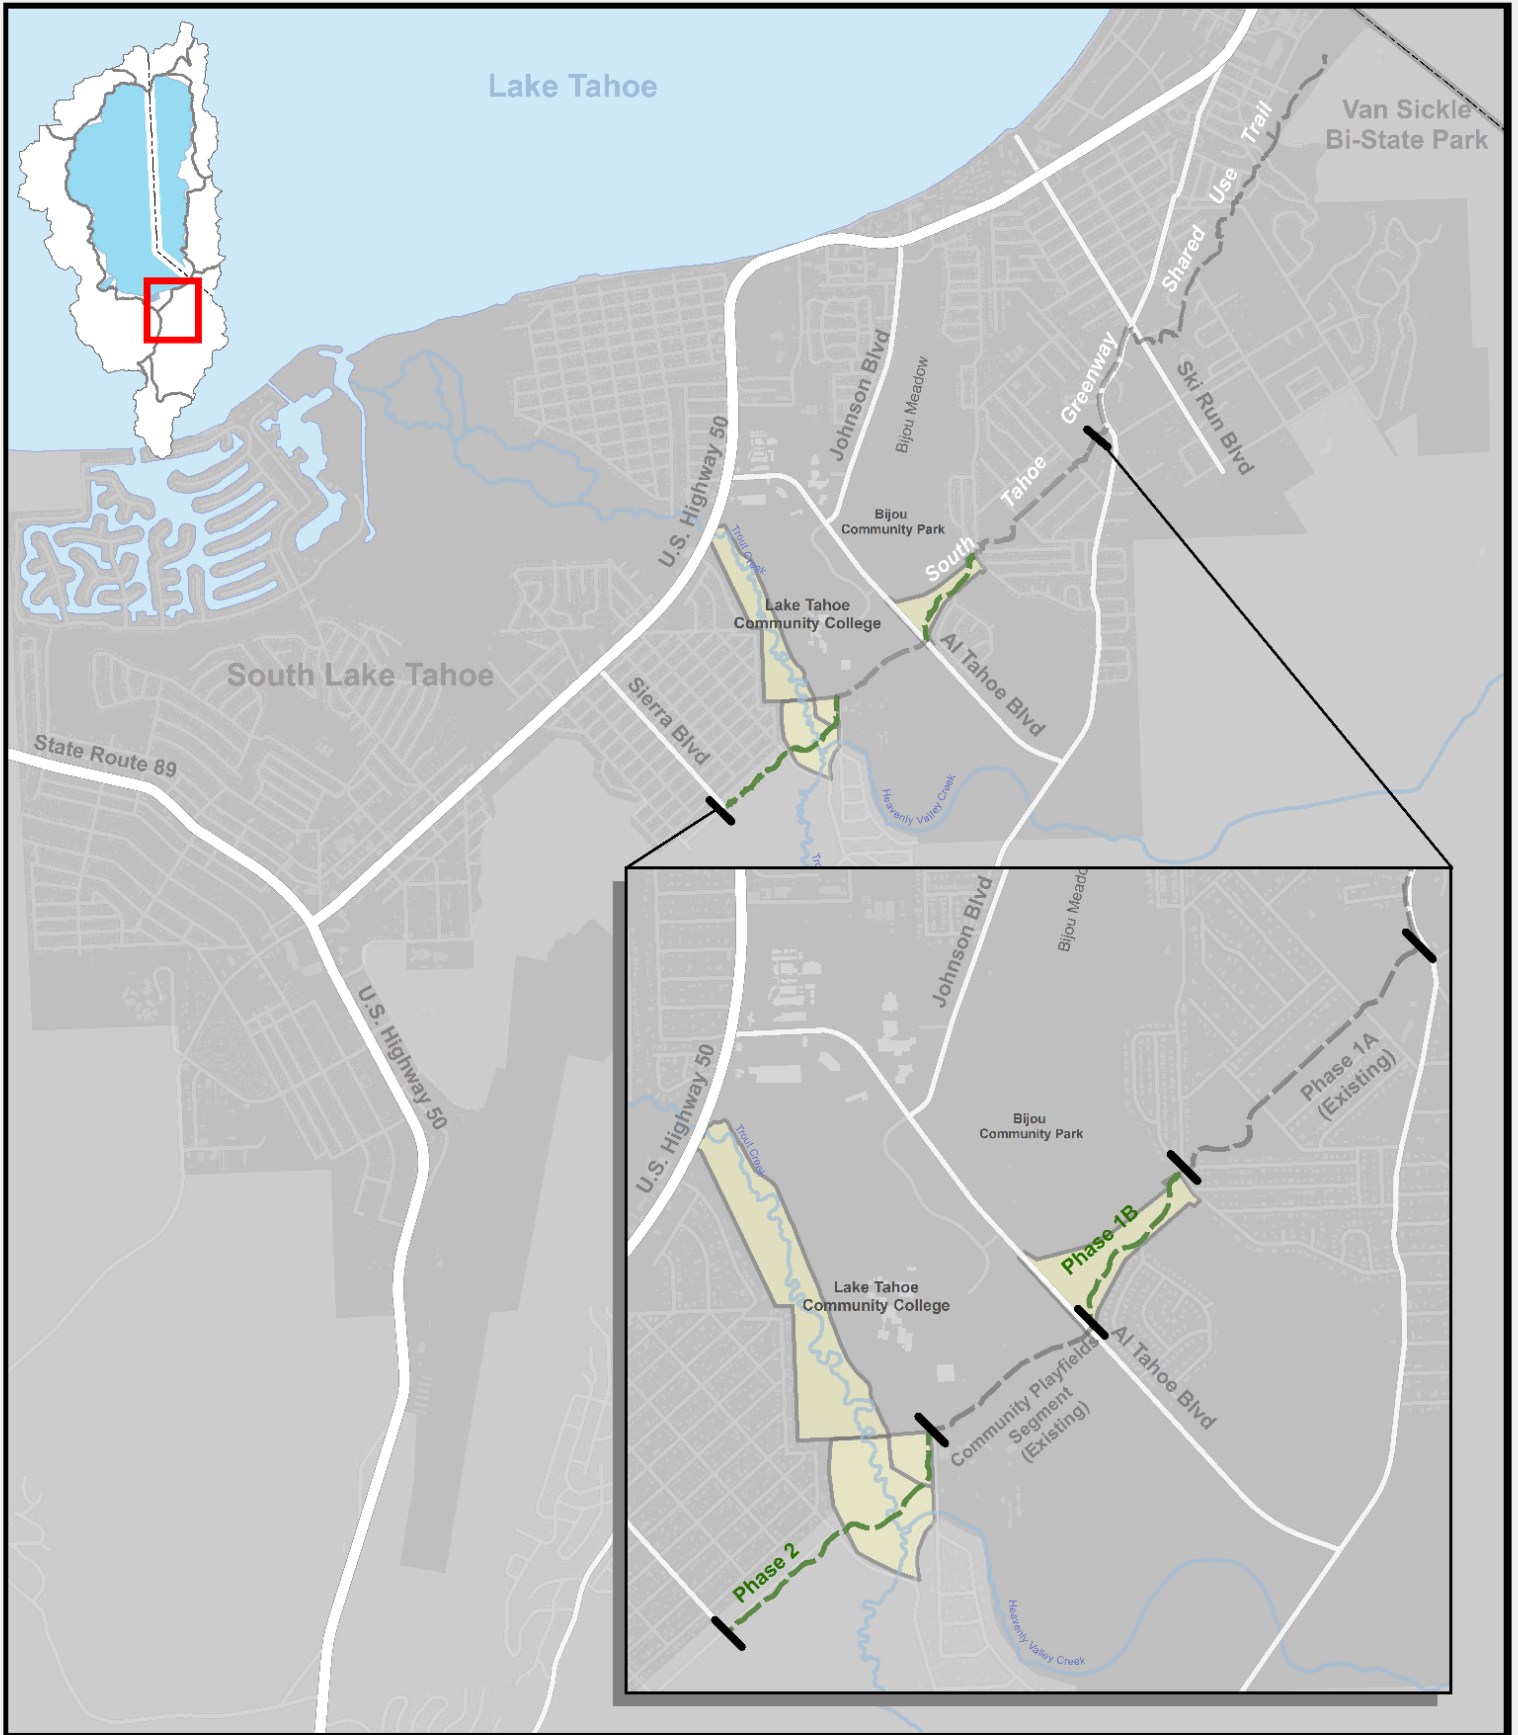 Lake Tahoe
Van Sickle
Bi-State Park
South Tahoe Greenway Shared Use Trail
Johnson Blvd
Bijou Meadow
Ski Run Blvd
U.S. Highway 50
Bijou
Community Park
Trout Creek
Lake Tahoe
Community College
Al Tahoe Blvd
South Lake Tahoe
Sierra Blvd
State Route 89
Heavenly Valley Creek
Tro
U.S. Highway 50
Johnson Blvd
Bijou Meado
U.S. Highway 50
Phase 1A
(Existing)
Bijou
Community Park
Trout Creek
Phase 1B
Lake Tahoe
Community College
Al Tahoe Blvd
Community Playfields
Segment
(Existing)
Phase 2
Heavenly Valley Creek